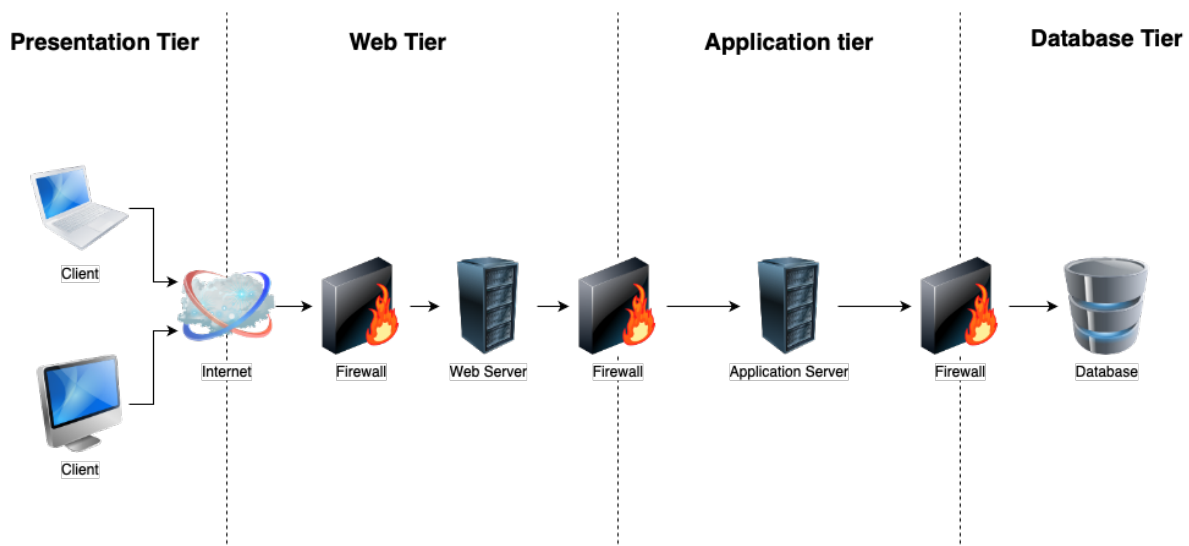 Presentation Tier
Web Tier
Application tier
Database Tier
Client
Client
Internet
Firewall
Web Server
Firewall
Application Server
Firewall
Database